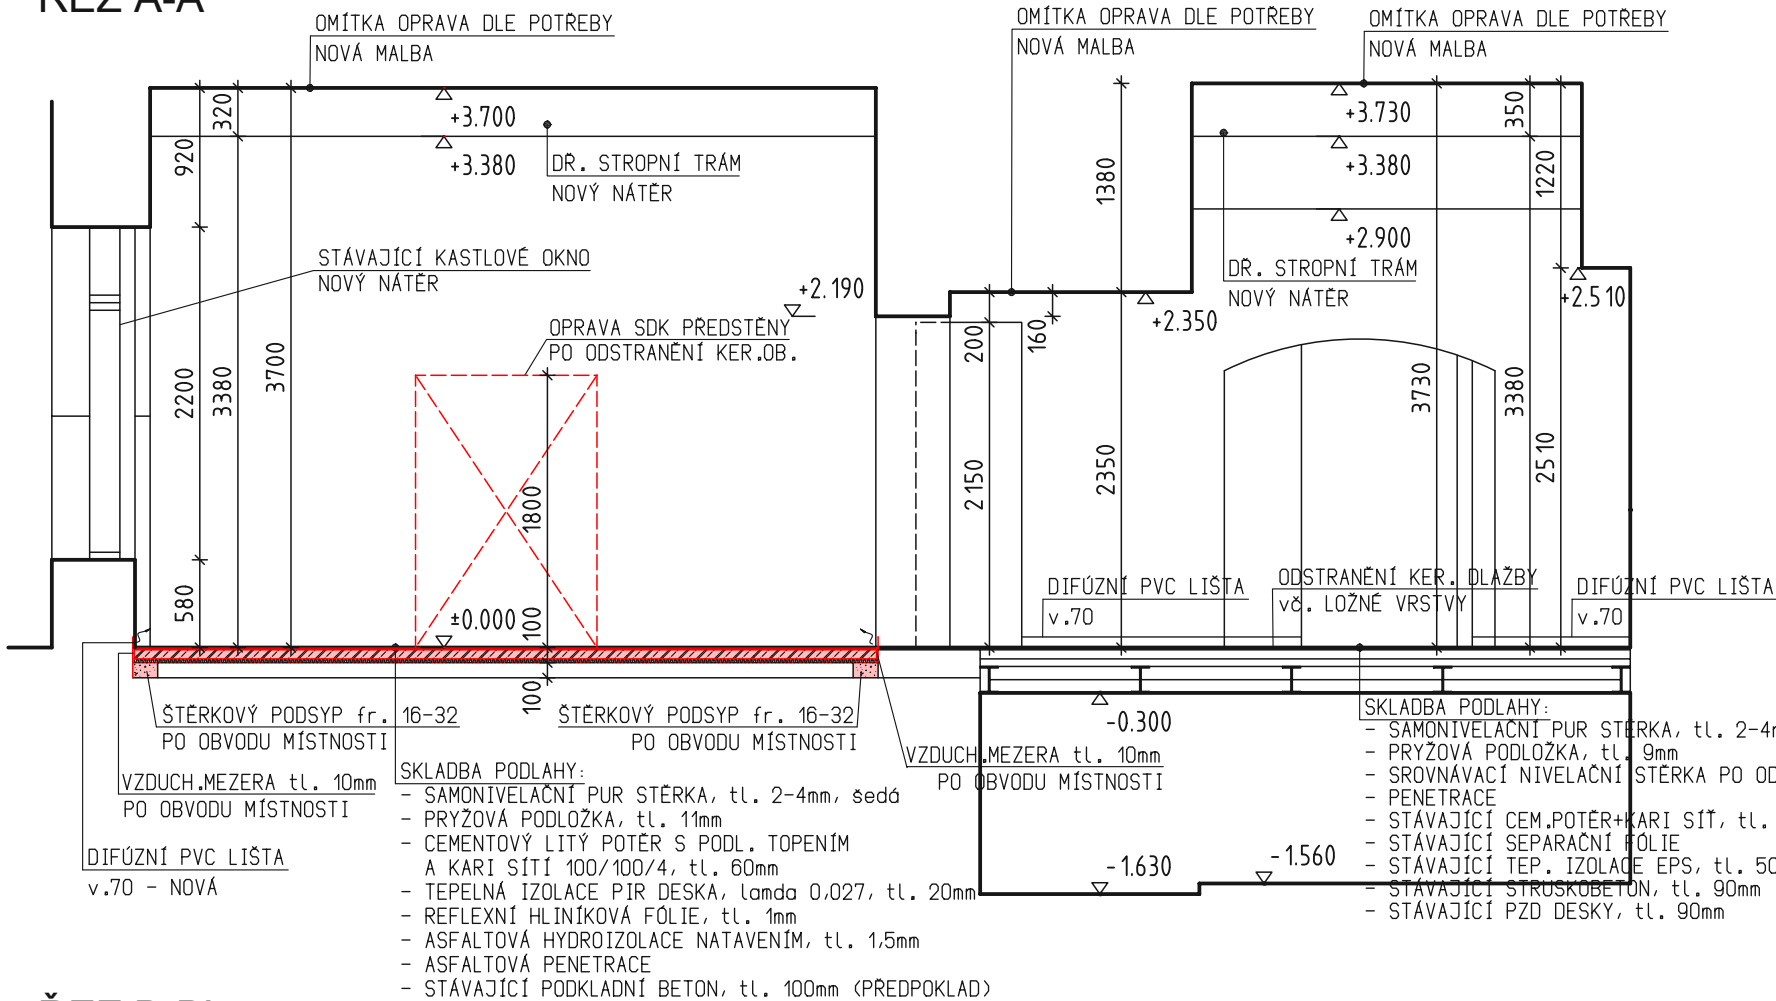 ŘEZ A-A
OMÍTKA OPRAVA DLE POTŘEBY
NOVÁ MALBA
OMÍTKA OPRAVA DLE POTŘEBY
NOVÁ MALBA
OMÍTKA OPRAVA DLE POTŘEBY
NOVÁ MALBA
320
920
+3.700
+3.380
DŘ. STROPNÍ TRÁM
NOVÝ NÁTĚR
1380
+3.730
350
+3.380
1220
+2.900
DŘ. STROPNÍ TRÁM
NOVÝ NÁTĚR
STÁVAJÍCÍ KASTLOVÉ OKNO
NOVÝ NÁTĚR
+2.190
+2.350
+2.510
OPRAVA SDK PŘEDSTĚNY
PO ODSTRANĚNÍ KER.OB.
200
160
2200
3380
3700
1800
2150
2350
3730
3380
2510
580
±0.000
100
DIFÚZNÍ PVC LIŠTA
v.70
ODSTRANĚNÍ KER. DLAŽBY
vč. LOŽNÉ VRSTVY
DIFÚZNÍ PVC LIŠTA
v.70
100
ŠTĚRKOVÝ PODSYP fr. 16-32
PO OBVODU MÍSTNOSTI
ŠTĚRKOVÝ PODSYP fr. 16-32
PO OBVODU MÍSTNOSTI
VZDUCH.MEZERA tl. 10mm
PO OBVODU MÍSTNOSTI
VZDUCH.MEZERA tl. 10mm
PO OBVODU MÍSTNOSTI
DIFÚZNÍ PVC LIŠTA
v.70 - NOVÁ
SKLADBA PODLAHY:
- SAMONIVELAČNÍ PUR STĚRKA, tl. 2-4mm, šedá
- PRYŽOVÁ PODLOŽKA, tl. 11mm
- CEMENTOVÝ LITÝ POTĚR S PODL. TOPENÍM
A KARI SÍTÍ 100/100/4, tl. 60mm
- TEPELNÁ IZOLACE PIR DESKA, lamda 0,027, tl. 20mm
- REFLEXNÍ HLINÍKOVÁ FÓLIE, tl. 1mm
- ASFALTOVÁ HYDROIZOLACE NATAVENÍM, tl. 1,5mm
- ASFALTOVÁ PENETRACE
- STÁVAJÍCÍ PODKLADNÍ BETON, tl. 100mm (PŘEDPOKLAD)
-0.300
-1.630
-1.560
SKLADBA PODLAHY:
- SAMONIVELAČNÍ PUR STĚRKA, tl. 2-4
- PRYŽOVÁ PODLOŽKA, tl. 9mm
- SROVNÁVACÍ NIVELAČNÍ STĚRKA PO OD
- PENETRACE
- STÁVAJÍCÍ CEM.POTĚR+KARI SÍŤ, tl.
- STÁVAJÍCÍ SEPARAČNÍ FÓLIE
- STÁVAJÍCÍ TEP. IZOLACE EPS, tl. 50
- STÁVAJÍCÍ STRUSKOBETON, tl. 90mm
- STÁVAJÍCÍ PZD DESKY, tl. 90mm